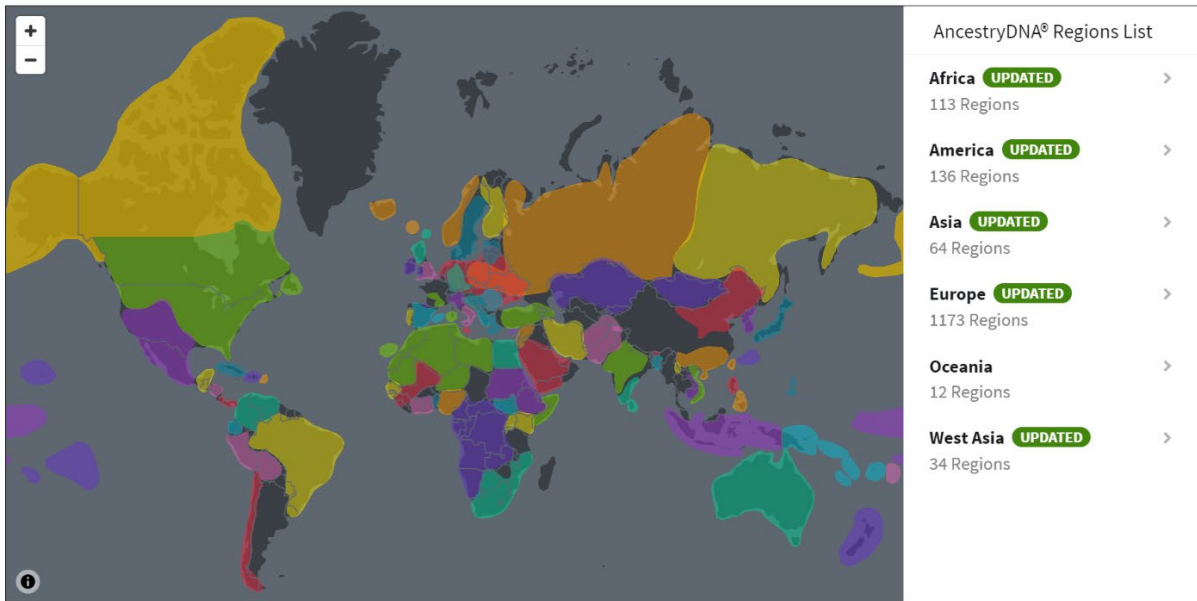 +
−
AncestryDNA® Regions List
Africa UPDATED
113 Regions
America UPDATED
136 Regions
Asia UPDATED
64 Regions
Europe UPDATED
1173 Regions
Oceania
12 Regions
West Asia UPDATED
34 Regions
i